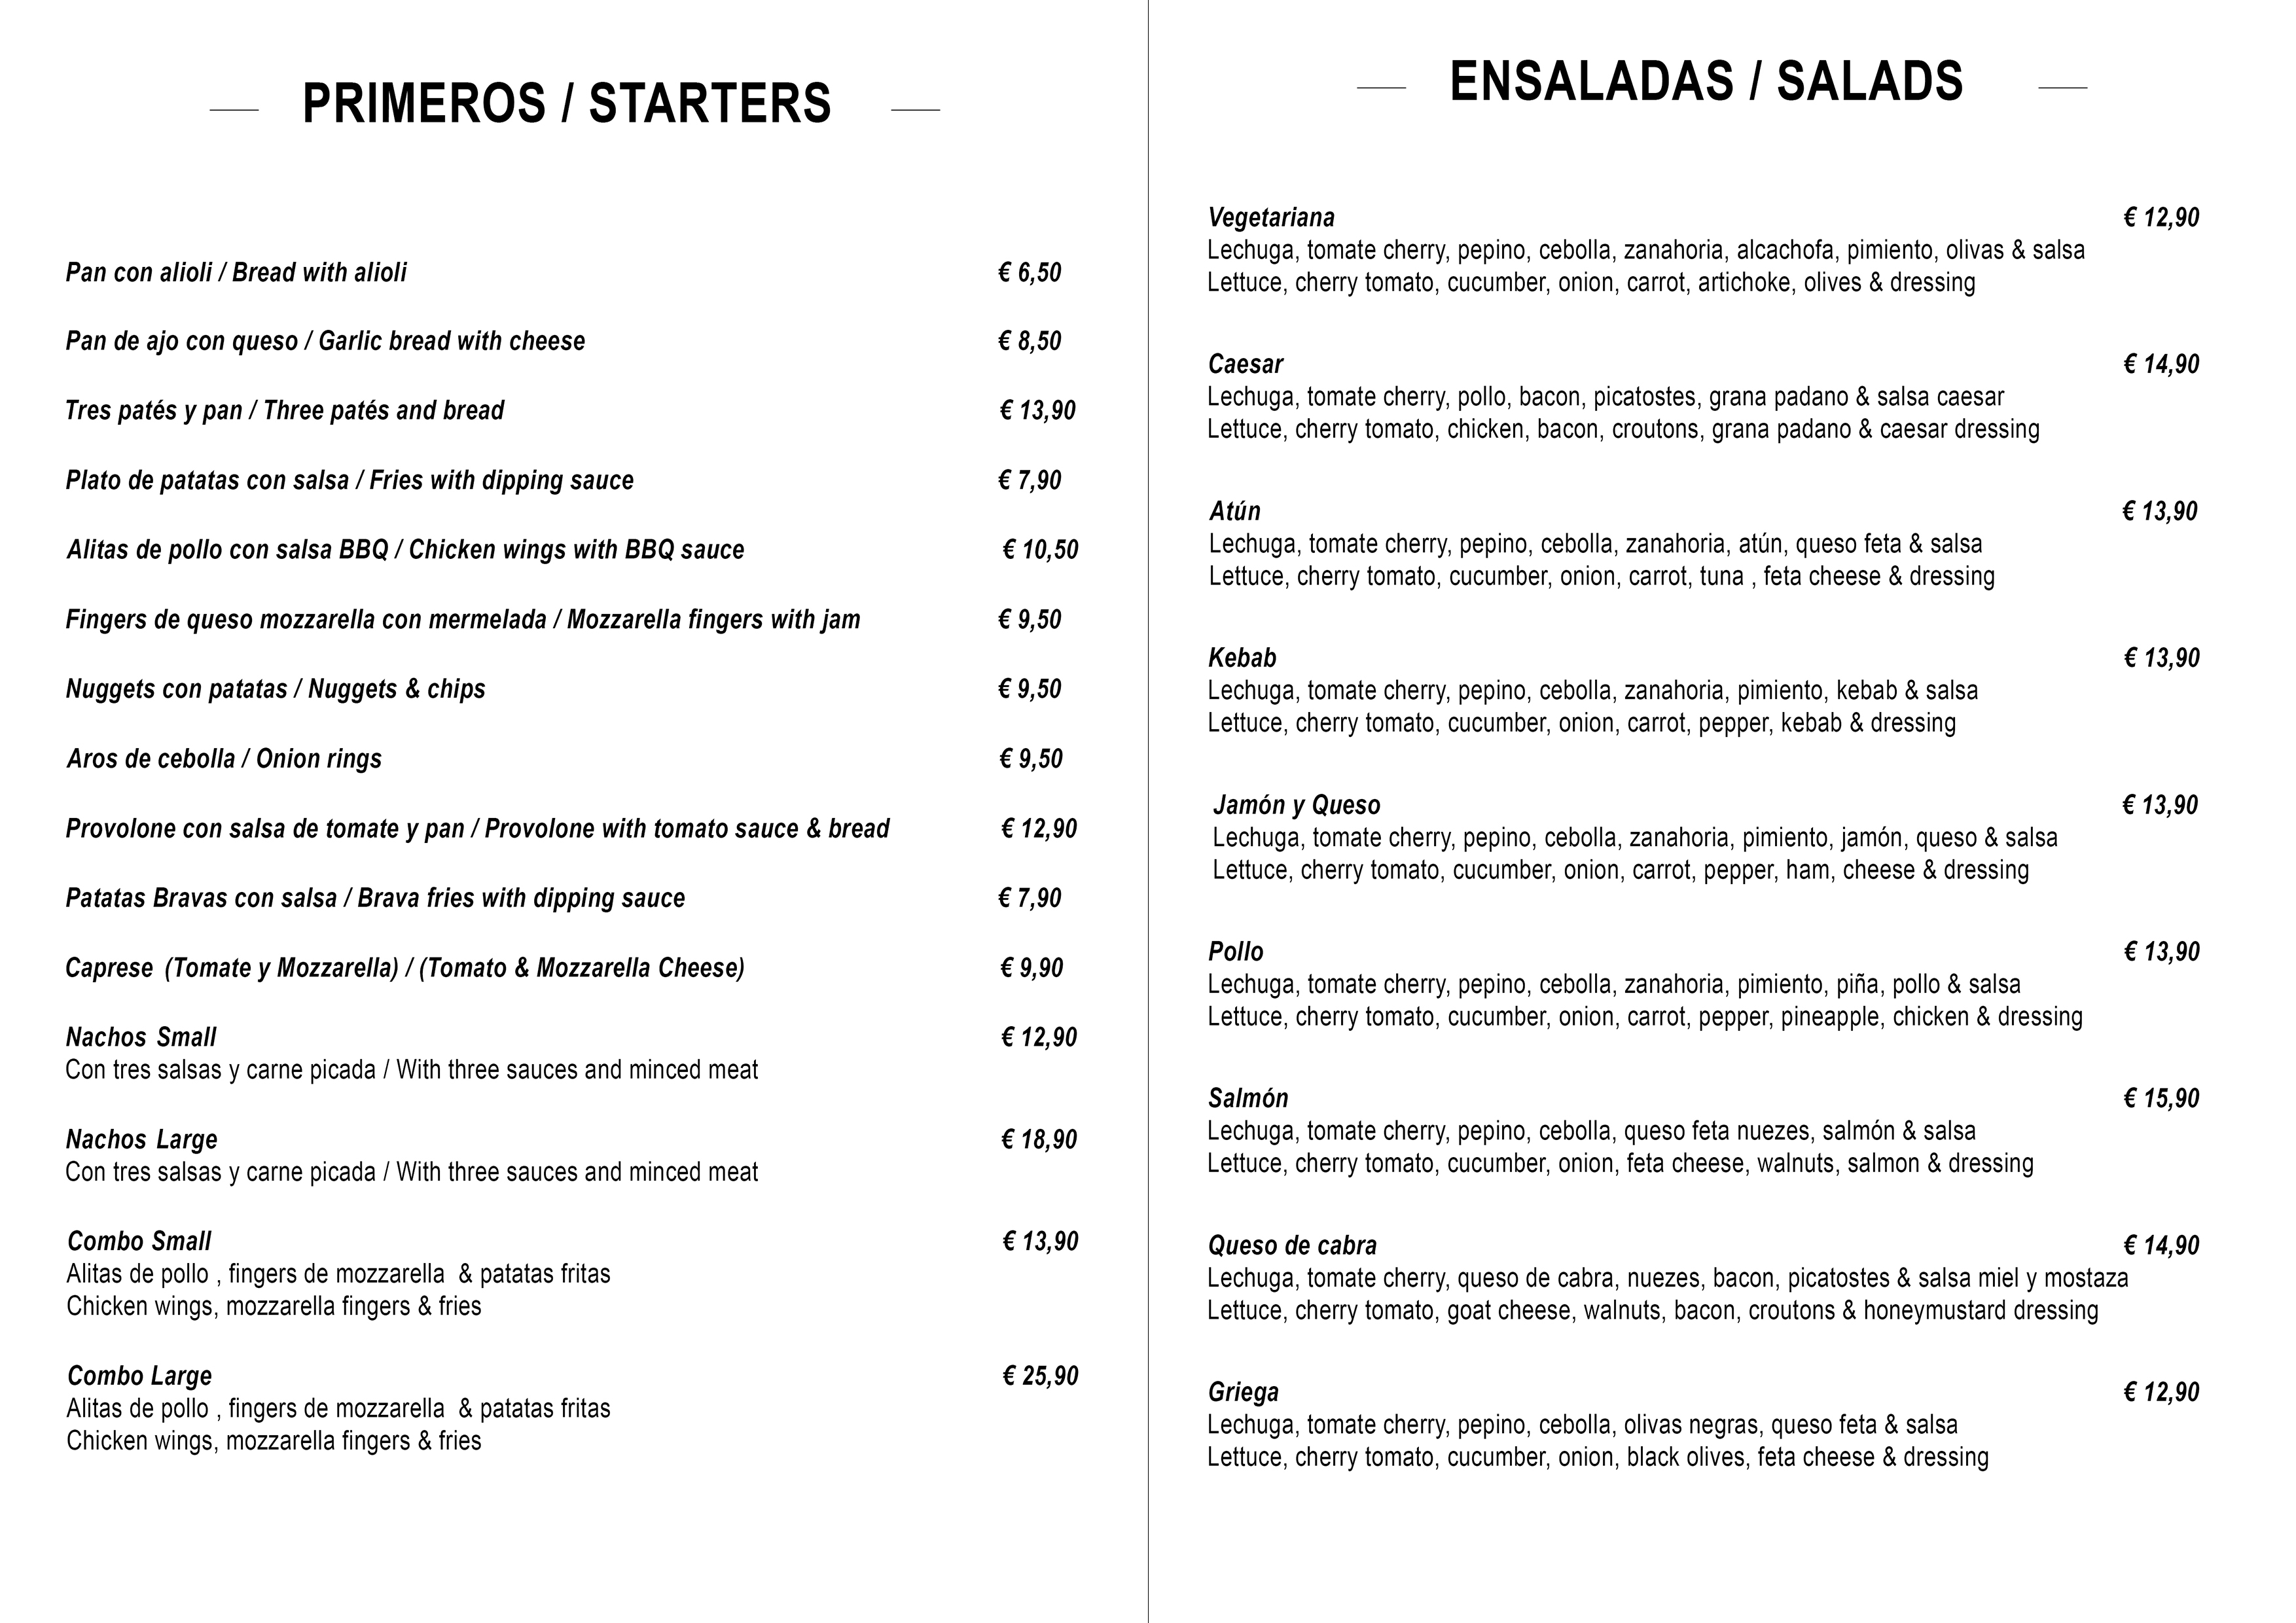 PRIMEROS / STARTERS
Pan con alioli / Bread with alioli € 6,50
Pan de ajo con queso / Garlic bread with cheese € 8,50
Tres patés y pan / Three patés and bread € 13,90
Plato de patatas con salsa / Fries with dipping sauce € 7,90
Alitas de pollo con salsa BBQ / Chicken wings with BBQ sauce € 10,50
Fingers de queso mozzarella con mermelada / Mozzarella fingers with jam € 9,50
Nuggets con patatas / Nuggets & chips € 9,50
Aros de cebolla / Onion rings € 9,50
Provolone con salsa de tomate y pan / Provolone with tomato sauce & bread € 12,90
Patatas Bravas con salsa / Brava fries with dipping sauce € 7,90
Caprese (Tomate y Mozzarella) / (Tomato & Mozzarella Cheese) € 9,90
Nachos Small € 12,90
Con tres salsas y carne picada / With three sauces and minced meat
Nachos Large € 18,90
Con tres salsas y carne picada / With three sauces and minced meat
Combo Small € 13,90
Alitas de pollo , fingers de mozzarella & patatas fritas
Chicken wings, mozzarella fingers & fries
Combo Large € 25,90
Alitas de pollo , fingers de mozzarella & patatas fritas
Chicken wings, mozzarella fingers & fries
ENSALADAS / SALADS
Vegetariana € 12,90
Lechuga, tomate cherry, pepino, cebolla, zanahoria, alcachofa, pimiento, olivas & salsa
Lettuce, cherry tomato, cucumber, onion, carrot, artichoke, olives & dressing
Caesar € 14,90
Lechuga, tomate cherry, pollo, bacon, picatostes, grana padano & salsa caesar
Lettuce, cherry tomato, chicken, bacon, croutons, grana padano & caesar dressing
Atún € 13,90
Lechuga, tomate cherry, pepino, cebolla, zanahoria, atún, queso feta & salsa
Lettuce, cherry tomato, cucumber, onion, carrot, tuna , feta cheese & dressing
Kebab € 13,90
Lechuga, tomate cherry, pepino, cebolla, zanahoria, pimiento, kebab & salsa
Lettuce, cherry tomato, cucumber, onion, carrot, pepper, kebab & dressing
Jamón y Queso € 13,90
Lechuga, tomate cherry, pepino, cebolla, zanahoria, pimiento, jamón, queso & salsa
Lettuce, cherry tomato, cucumber, onion, carrot, pepper, ham, cheese & dressing
Pollo € 13,90
Lechuga, tomate cherry, pepino, cebolla, zanahoria, pimiento, piña, pollo & salsa
Lettuce, cherry tomato, cucumber, onion, carrot, pepper, pineapple, chicken & dressing
Salmón € 15,90
Lechuga, tomate cherry, pepino, cebolla, queso feta nuezes, salmón & salsa
Lettuce, cherry tomato, cucumber, onion, feta cheese, walnuts, salmon & dressing
Queso de cabra € 14,90
Lechuga, tomate cherry, queso de cabra, nuezes, bacon, picatostes & salsa miel y mostaza
Lettuce, cherry tomato, goat cheese, walnuts, bacon, croutons & honeymustard dressing
Griega € 12,90
Lechuga, tomate cherry, pepino, cebolla, olivas negras, queso feta & salsa
Lettuce, cherry tomato, cucumber, onion, black olives, feta cheese & dressing